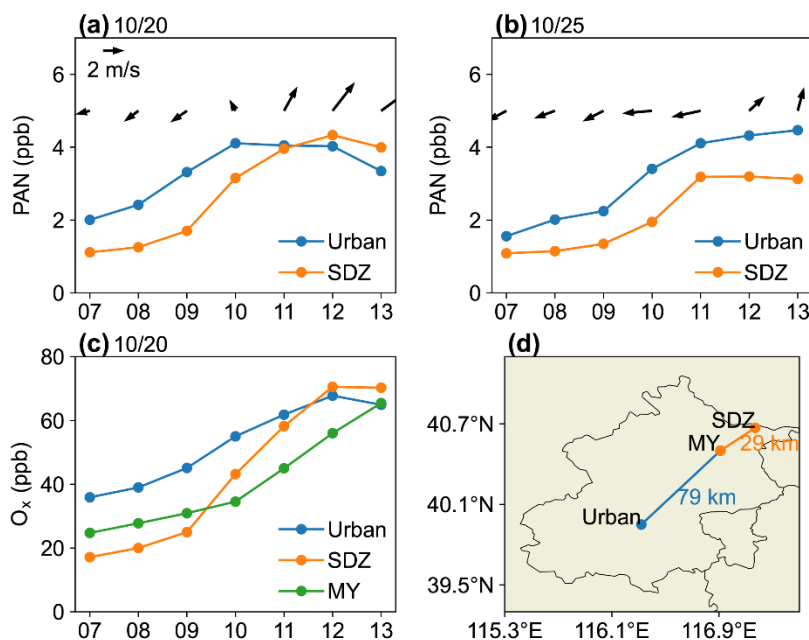 (a) 10/20
PAN (ppb)
6
4
2
0
2 m/s
Urban
SDZ
07 08 09 10 11 12 13
(b) 10/25
PAN (pbb)
6
4
2
0
Urban
SDZ
07 08 09 10 11 12 13
(c) 10/20
Ox (ppb)
80
60
40
20
0
Urban
SDZ
MY
07 08 09 10 11 12 13
(d)
40.7°N
40.1°N
39.5°N
SDZ
MY
29 km
79 km
Urban
115.3°E 116.1°E 116.9°E